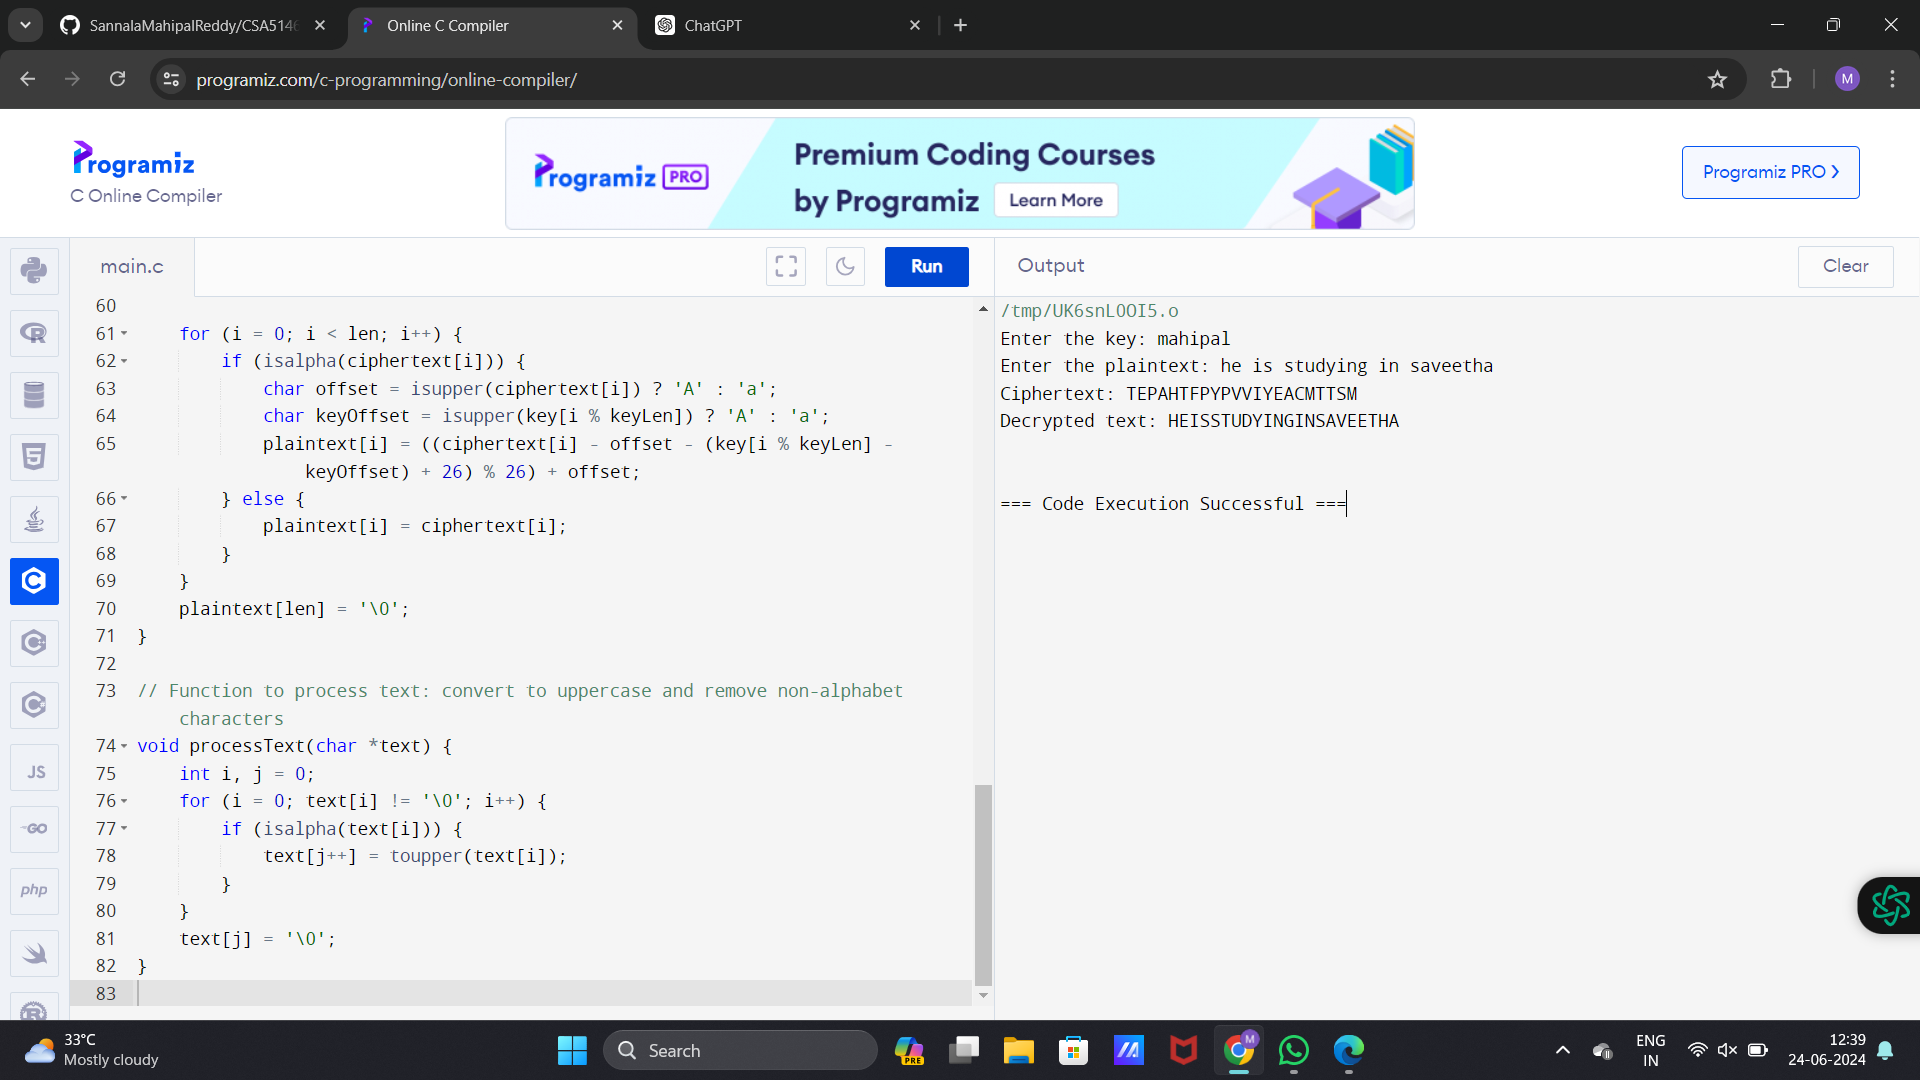 SannalaMahipalReddy/CSA5146
Online C Compiler
ChatGPT
programiz.com/c-programming/online-compiler/
M
Programiz
C Online Compiler
Programiz PRO
Premium Coding Courses
by Programiz
Learn More
Programiz PRO ❯
main.c
Run
Output
Clear
60
61 for (i = 0; i < len; i++) {
62 if (isalpha(ciphertext[i])) {
63 char offset = isupper(ciphertext[i]) ? 'A' : 'a';
64 char keyOffset = isupper(key[i % keyLen]) ? 'A' : 'a';
65 plaintext[i] = ((ciphertext[i] - offset - (key[i % keyLen] -
keyOffset) + 26) % 26) + offset;
66 } else {
67 plaintext[i] = ciphertext[i];
68 }
69 }
70 plaintext[len] = '\0';
71 }
72
73 // Function to process text: convert to uppercase and remove non-alphabet
characters
74 void processText(char *text) {
75 int i, j = 0;
76 for (i = 0; text[i] != '\0'; i++) {
77 if (isalpha(text[i])) {
78 text[j++] = toupper(text[i]);
79 }
80 }
81 text[j] = '\0';
82 }
83
/tmp/UK6snLOOI5.o
Enter the key: mahipal
Enter the plaintext: he is studying in saveetha
Ciphertext: TEPAHTFPYPVVIYEACMTTSM
Decrypted text: HEISSTUDYINGINSAVEETHA
=== Code Execution Successful ===
JS
GO
php
33°C
Mostly cloudy
Search
PRE
M
ENG
IN
12:39
24-06-2024